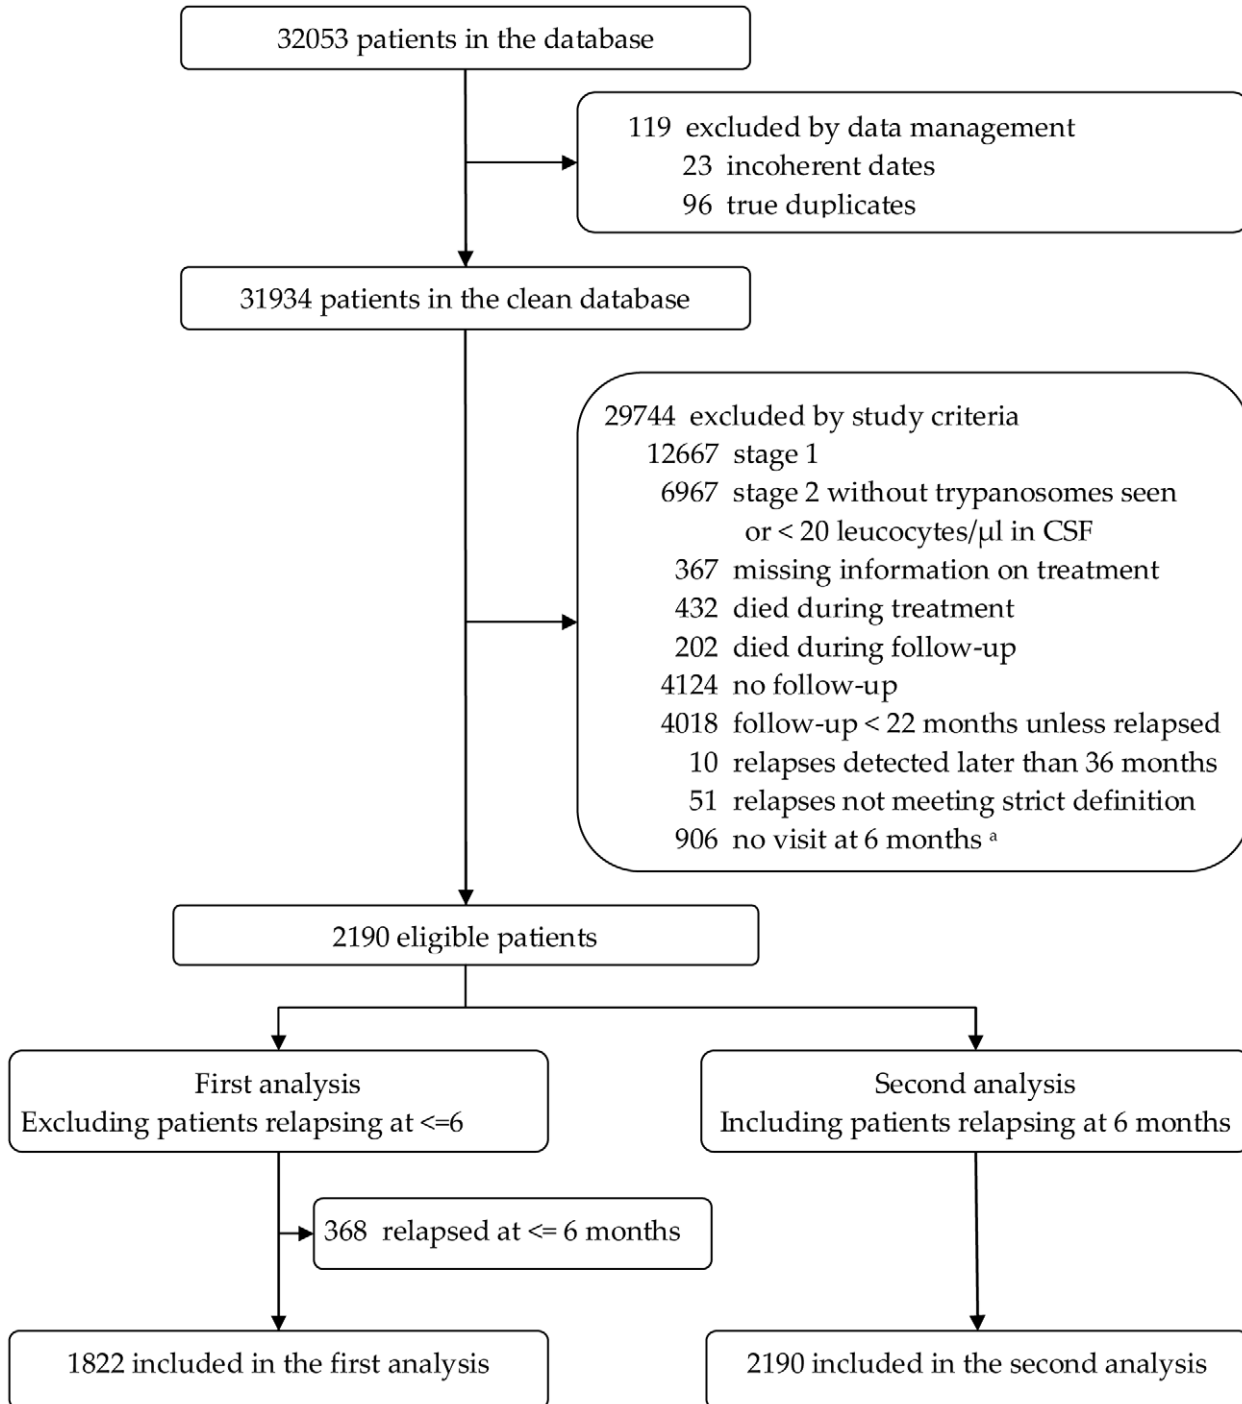 32053 patients in the database
119 excluded by data management
23 incoherent dates
96 true duplicates
31934 patients in the clean database
29744 excluded by study criteria
12667 stage 1
6967 stage 2 without trypanosomes seen
or < 20 leucocytes/µl in CSF
367 missing information on treatment
432 died during treatment
202 died during follow-up
4124 no follow-up
4018 follow-up < 22 months unless relapsed
10 relapses detected later than 36 months
51 relapses not meeting strict definition
906 no visit at 6 months ª
2190 eligible patients
First analysis
Excluding patients relapsing at <=6
Second analysis
Including patients relapsing at 6 months
368 relapsed at <= 6 months
1822 included in the first analysis
2190 included in the second analysis